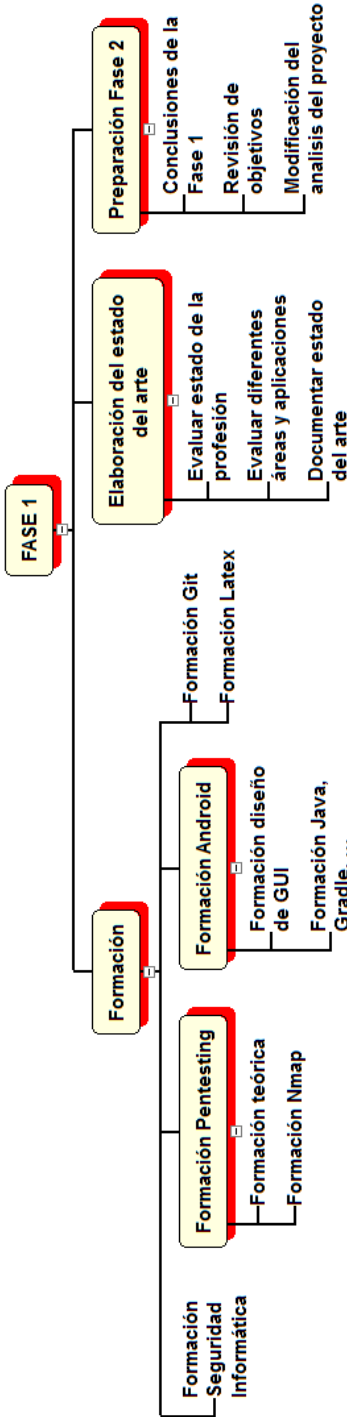 FASE 1
Formación
Elaboración del estado
del arte
Preparación Fase 2
Formación
Seguridad
Informática
Formación Pentesting
Formación teórica
Formación Nmap
Formación Android
Formación diseño
de GUI
Formación Java,
Gradle,
Formación Git
Formación Latex
Evaluar estado de la
profesión
Evaluar diferentes
áreas y aplicaciones
Documentar estado
del arte
Conclusiones de la
Fase 1
Revisión de
objetivos
Modificación del
analisis del proyecto